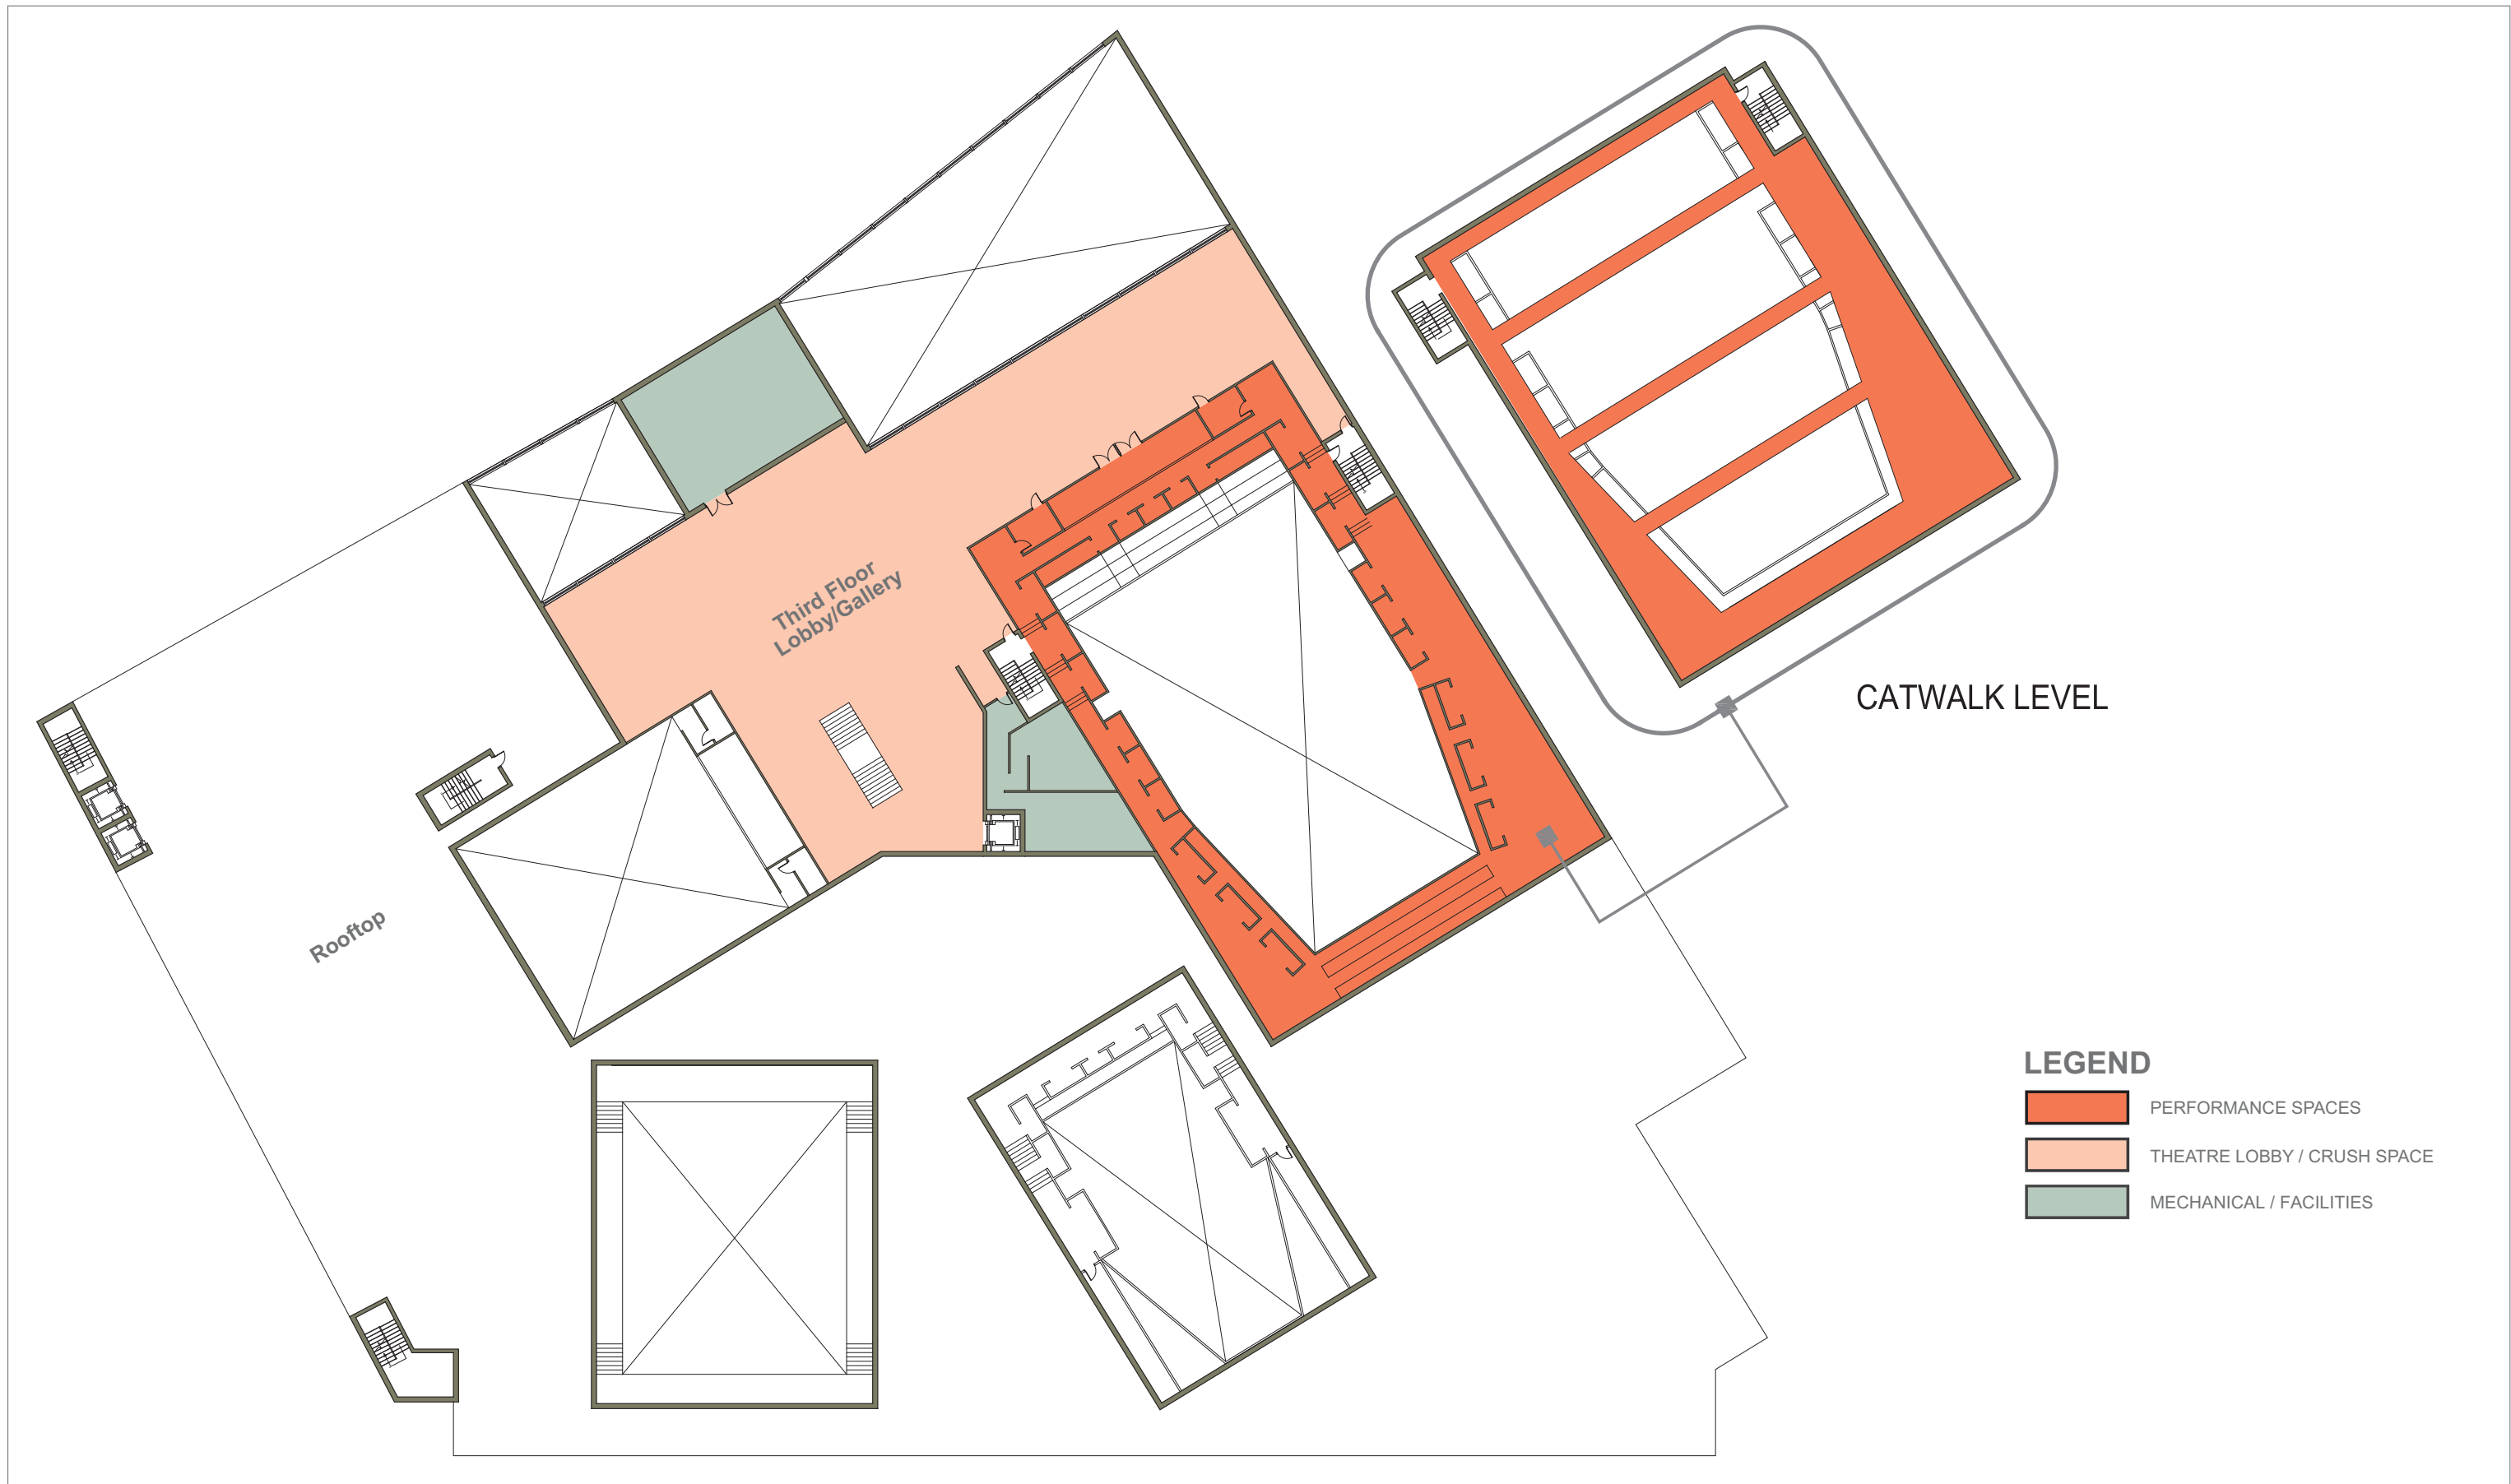 Third Floor
Lobby/Gallery
CATWALK LEVEL
Rooftop
LEGEND
PERFORMANCE SPACES
THEATRE LOBBY / CRUSH SPACE
MECHANICAL / FACILITIES